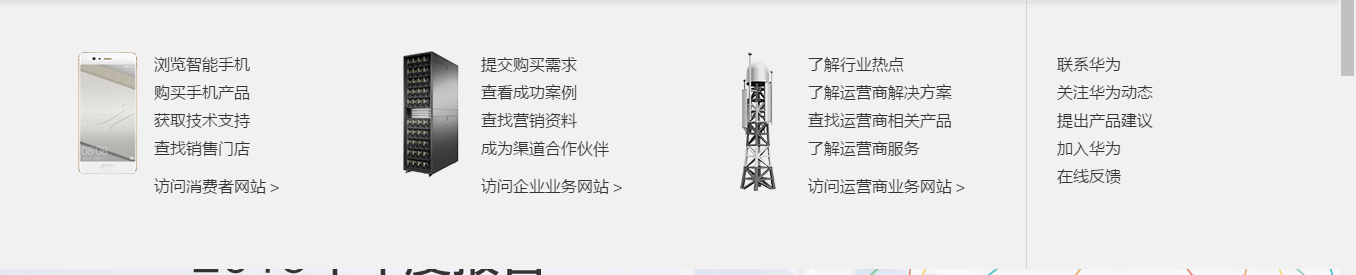 浏览智能手机
购买手机产品
获取技术支持
查找销售门店
访问消费者网站 >
提交购买需求
查看成功案例
查找营销资料
成为渠道合作伙伴
访问企业业务网站 >
了解行业热点
了解运营商解决方案
查找运营商相关产品
了解运营商服务
访问运营商业务网站 >
联系华为
关注华为动态
提出产品建议
加入华为
在线反馈